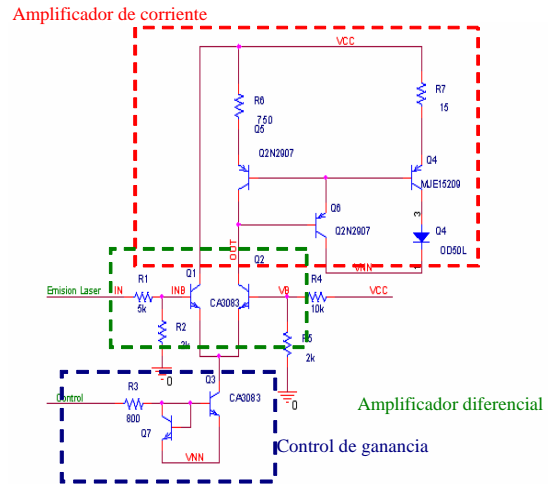 Amplificador de corriente
VCC
R6
750
Q5
Q2N2907
R7
15
Q4
MJE15209
Q6
Q2N2907
3
Q4
OD50L
VNN
1
OUT
Q1
Q2
Emision Laser
IN
R1
5k
INB
CA3083
VB
R4
10k
VCC
R2
2k
R5
2k
0
0
Control
R3
800
Q3
CA3083
Q7
VNN
Amplificador diferencial
Control de ganancia